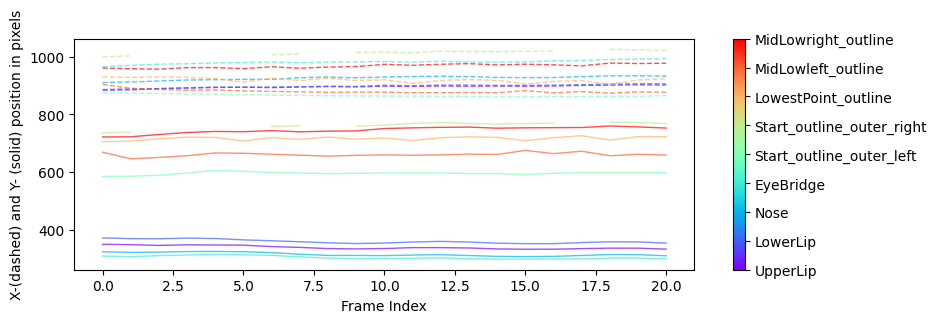 X-(dashed) and Y- (solid) position in pixels
1000
800
600
400
0.0 2.5 5.0 7.5 10.0 12.5 15.0 17.5 20.0
Frame Index
MidLowright_outline
MidLowleft_outline
LowestPoint_outline
Start_outline_outer_right
Start_outline_outer_left
EyeBridge
Nose
LowerLip
UpperLip